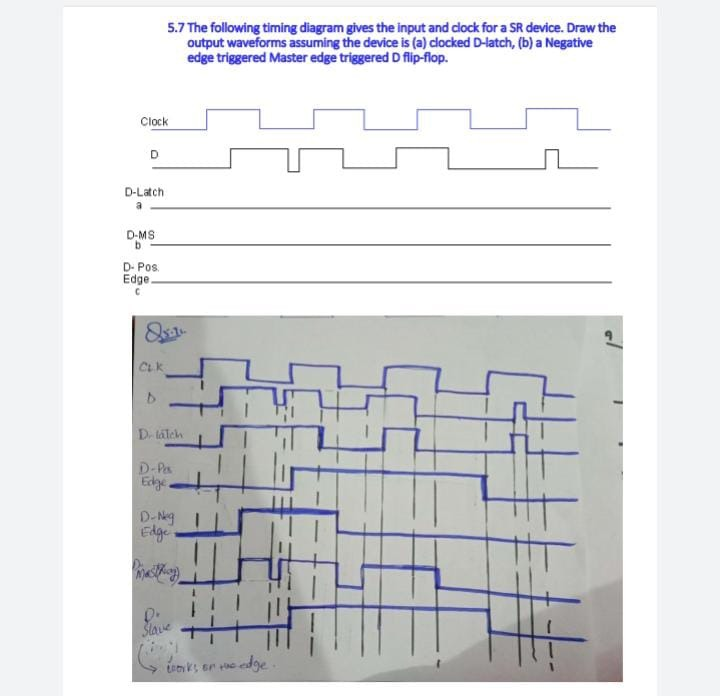 5.7 The following timing diagram gives the input and clock for a SR device. Draw the
output waveforms assuming the device is (a) clocked D-latch, (b) a Negative
edge triggered Master edge triggered D flip-flop.
Clock
D
D-Latch
a
D-MS
b
D- Pos.
Edge
c
CLK
D
D-latch
D-Pos
Edge
D-Neg
Edge
D-
Slave
works on the edge.
9